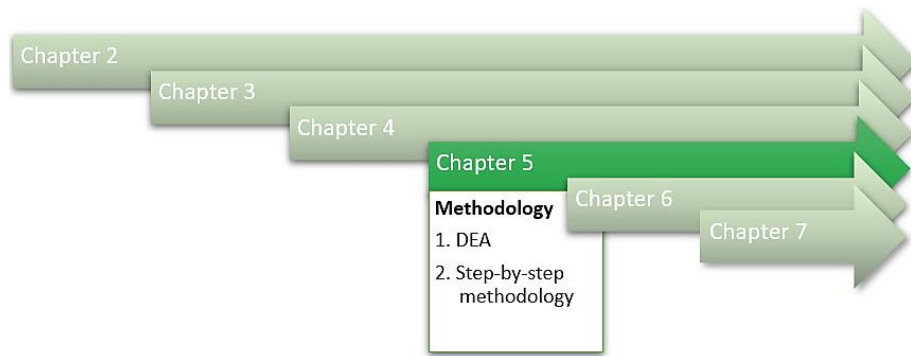 Chapter 2
Chapter 3
Chapter 4
Chapter 5
Methodology
1. DEA
2. Step-by-step
methodology
Chapter 6
Chapter 7